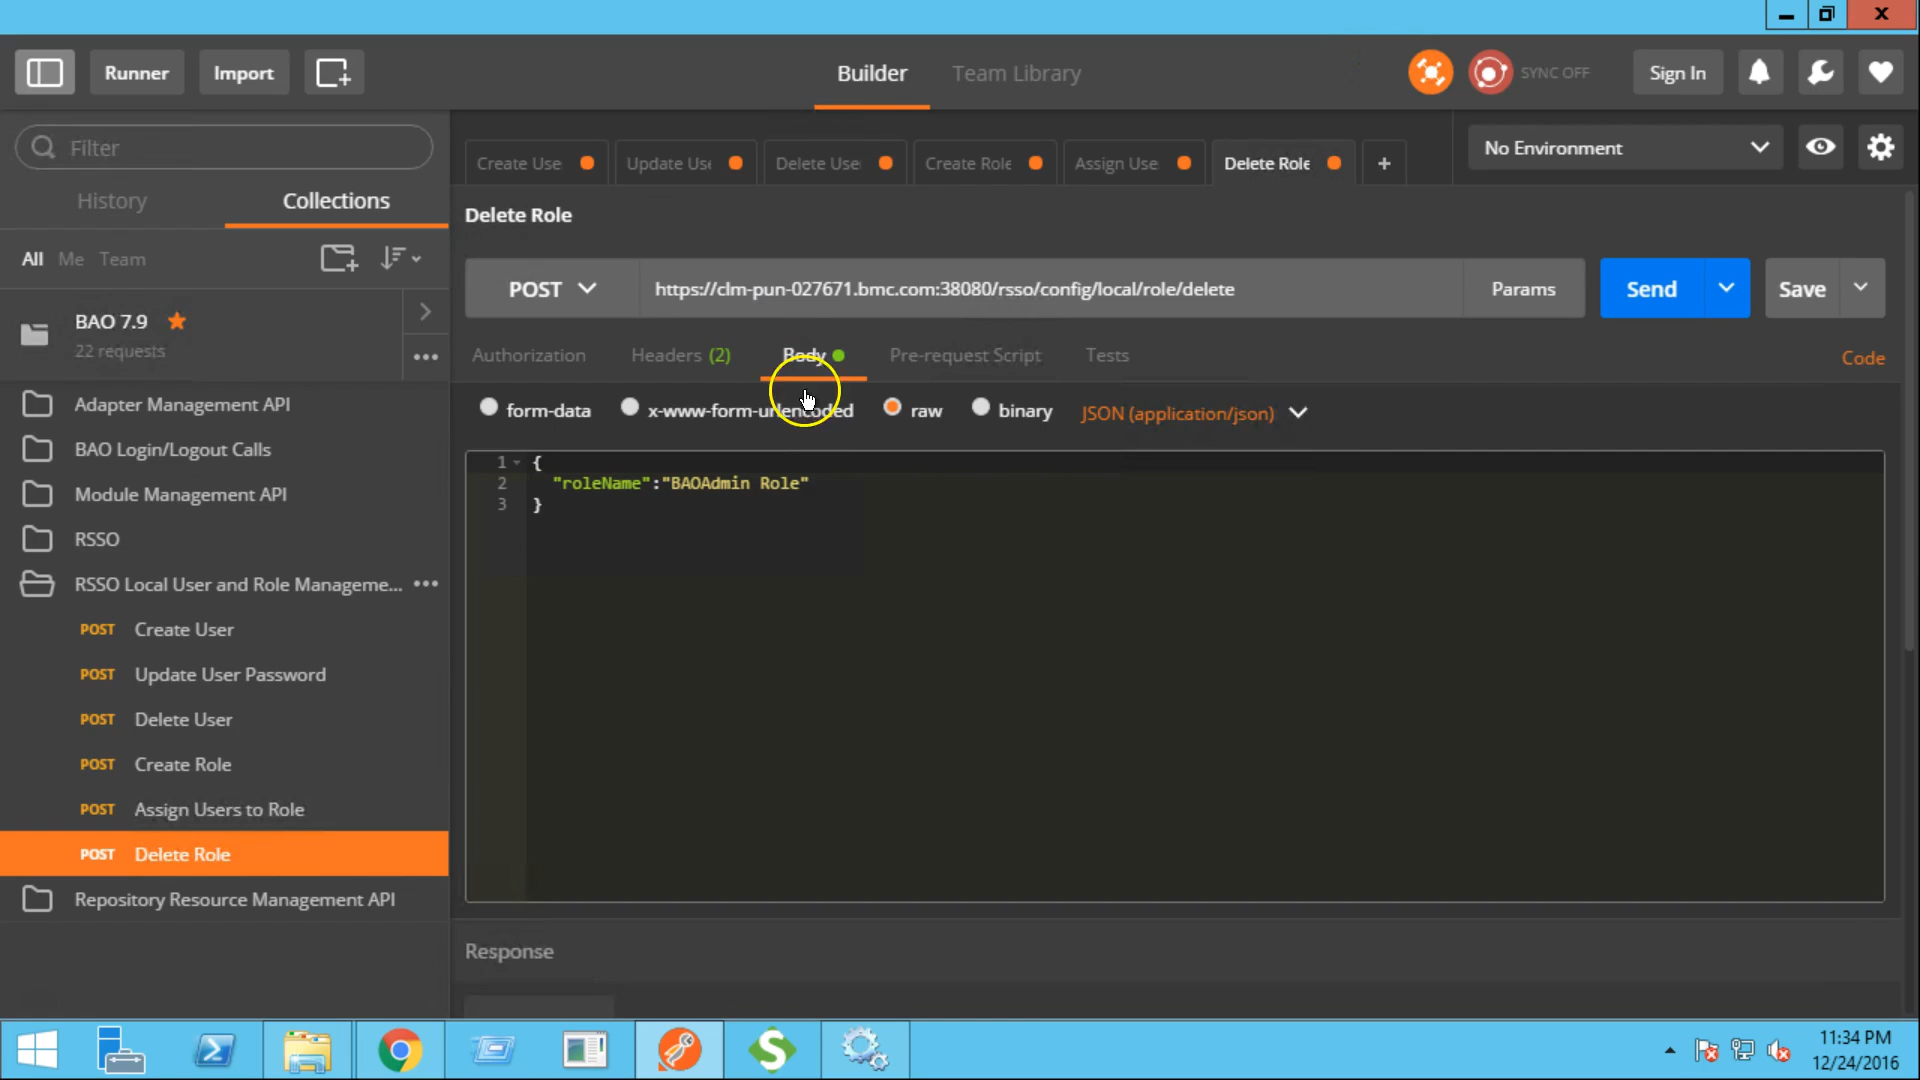 Runner
Import
Builder
Team Library
SYNC OFF
Sign In
Filter
History
Collections
All Me Team
BAO 7.9
22 requests
Adapter Management API
BAO Login/Logout Calls
Module Management API
RSSO
RSSO Local User and Role Manageme...
POST Create User
POST Update User Password
POST Delete User
POST Create Role
POST Assign Users to Role
POST Delete Role
Repository Resource Management API
Create Use
Update Use
Delete Use
Create Role
Assign Use
Delete Role
+
No Environment
Delete Role
POST
https://clm-pun-027671.bmc.com:38080/rsso/config/local/role/delete
Params
Send
Save
Authorization
Headers (2)
Body
Pre-request Script
Tests
Code
form-data
x-www-form-urlencoded
raw
binary
JSON (application/json)
1 {
2 "roleName":"BAOAdmin Role"
3 }
Response
11:34 PM
12/24/2016